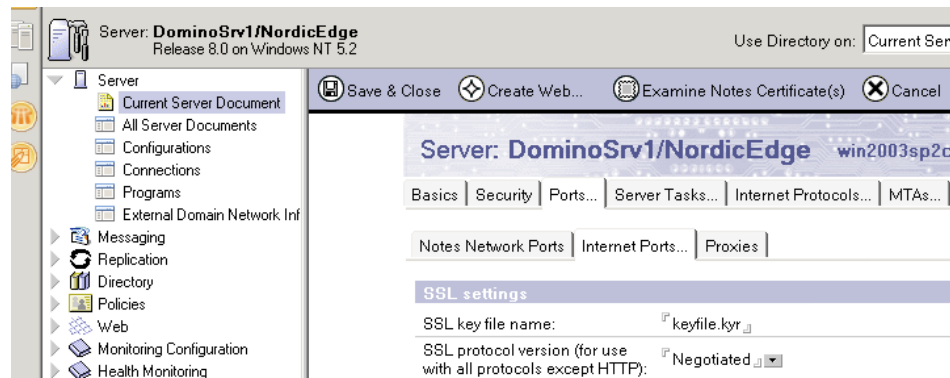 Server: DominoSrv1/NordicEdge
Release 8.0 on Windows NT 5.2
Use Directory on: Current Ser
Server
Current Server Document
All Server Documents
Configurations
Connections
Programs
External Domain Network Inf
Messaging
Replication
Directory
Policies
Web
Monitoring Configuration
Health Monitoring
Save & Close Create Web... Examine Notes Certificate(s) Cancel
Server: DominoSrv1/NordicEdge win2003sp2c
Basics Security Ports... Server Tasks... Internet Protocols... MTAs...
Notes Network Ports Internet Ports... Proxies
SSL settings
SSL key file name: keyfile.kyr
SSL protocol version (for use
with all protocols except HTTP): Negotiated